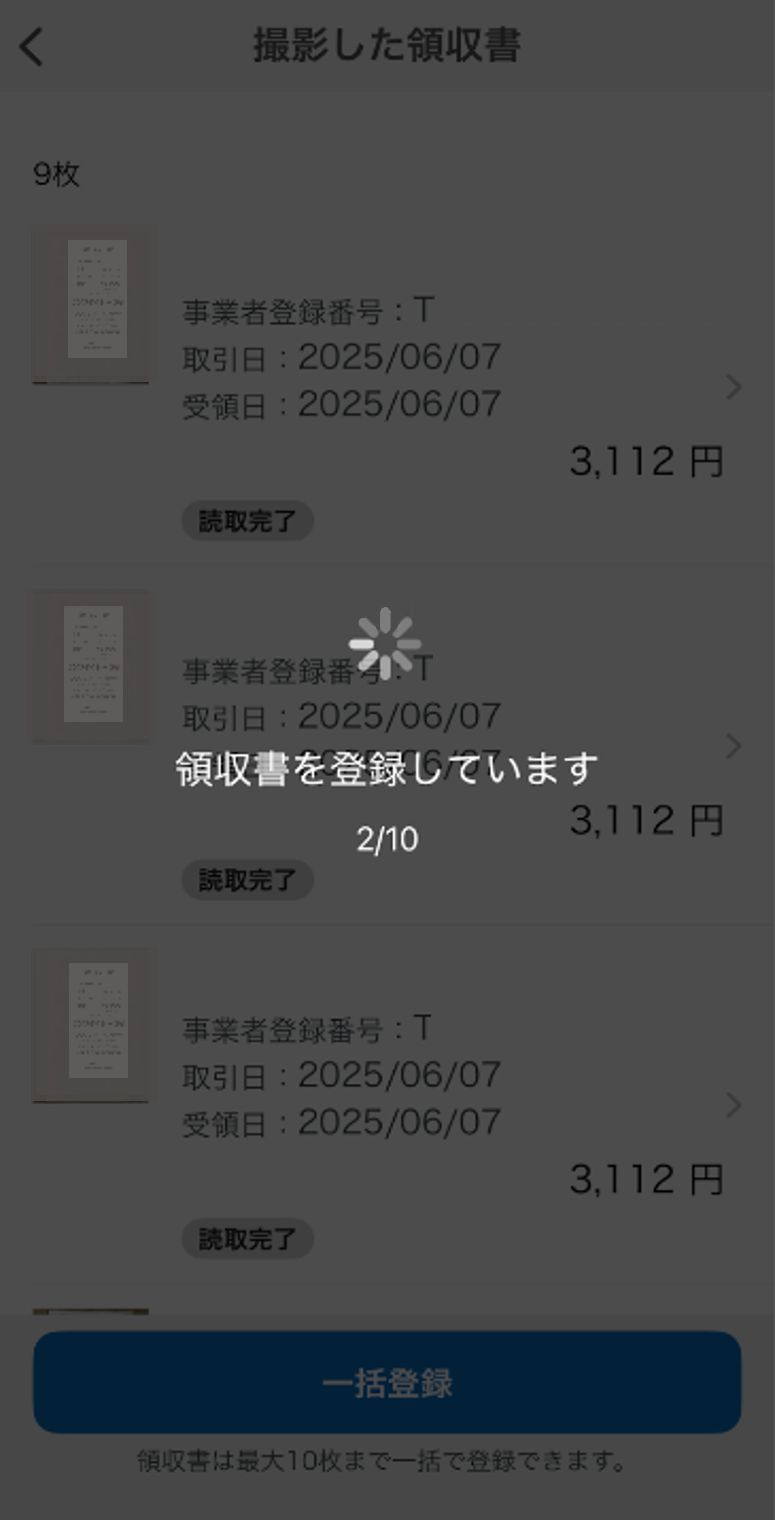 撮影した領収書
9枚
事業者登録番号：T
取引日：2025/06/07
受領日：2025/06/07
3,112 円
読取完了
事業者登録番号：T
取引日：2025/06/07
領収書を登録しています
3,112 円
2/10
読取完了
事業者登録番号：T
取引日：2025/06/07
受領日：2025/06/07
3,112 円
読取完了
一括登録
領収書は最大10枚まで一括で登録できます。